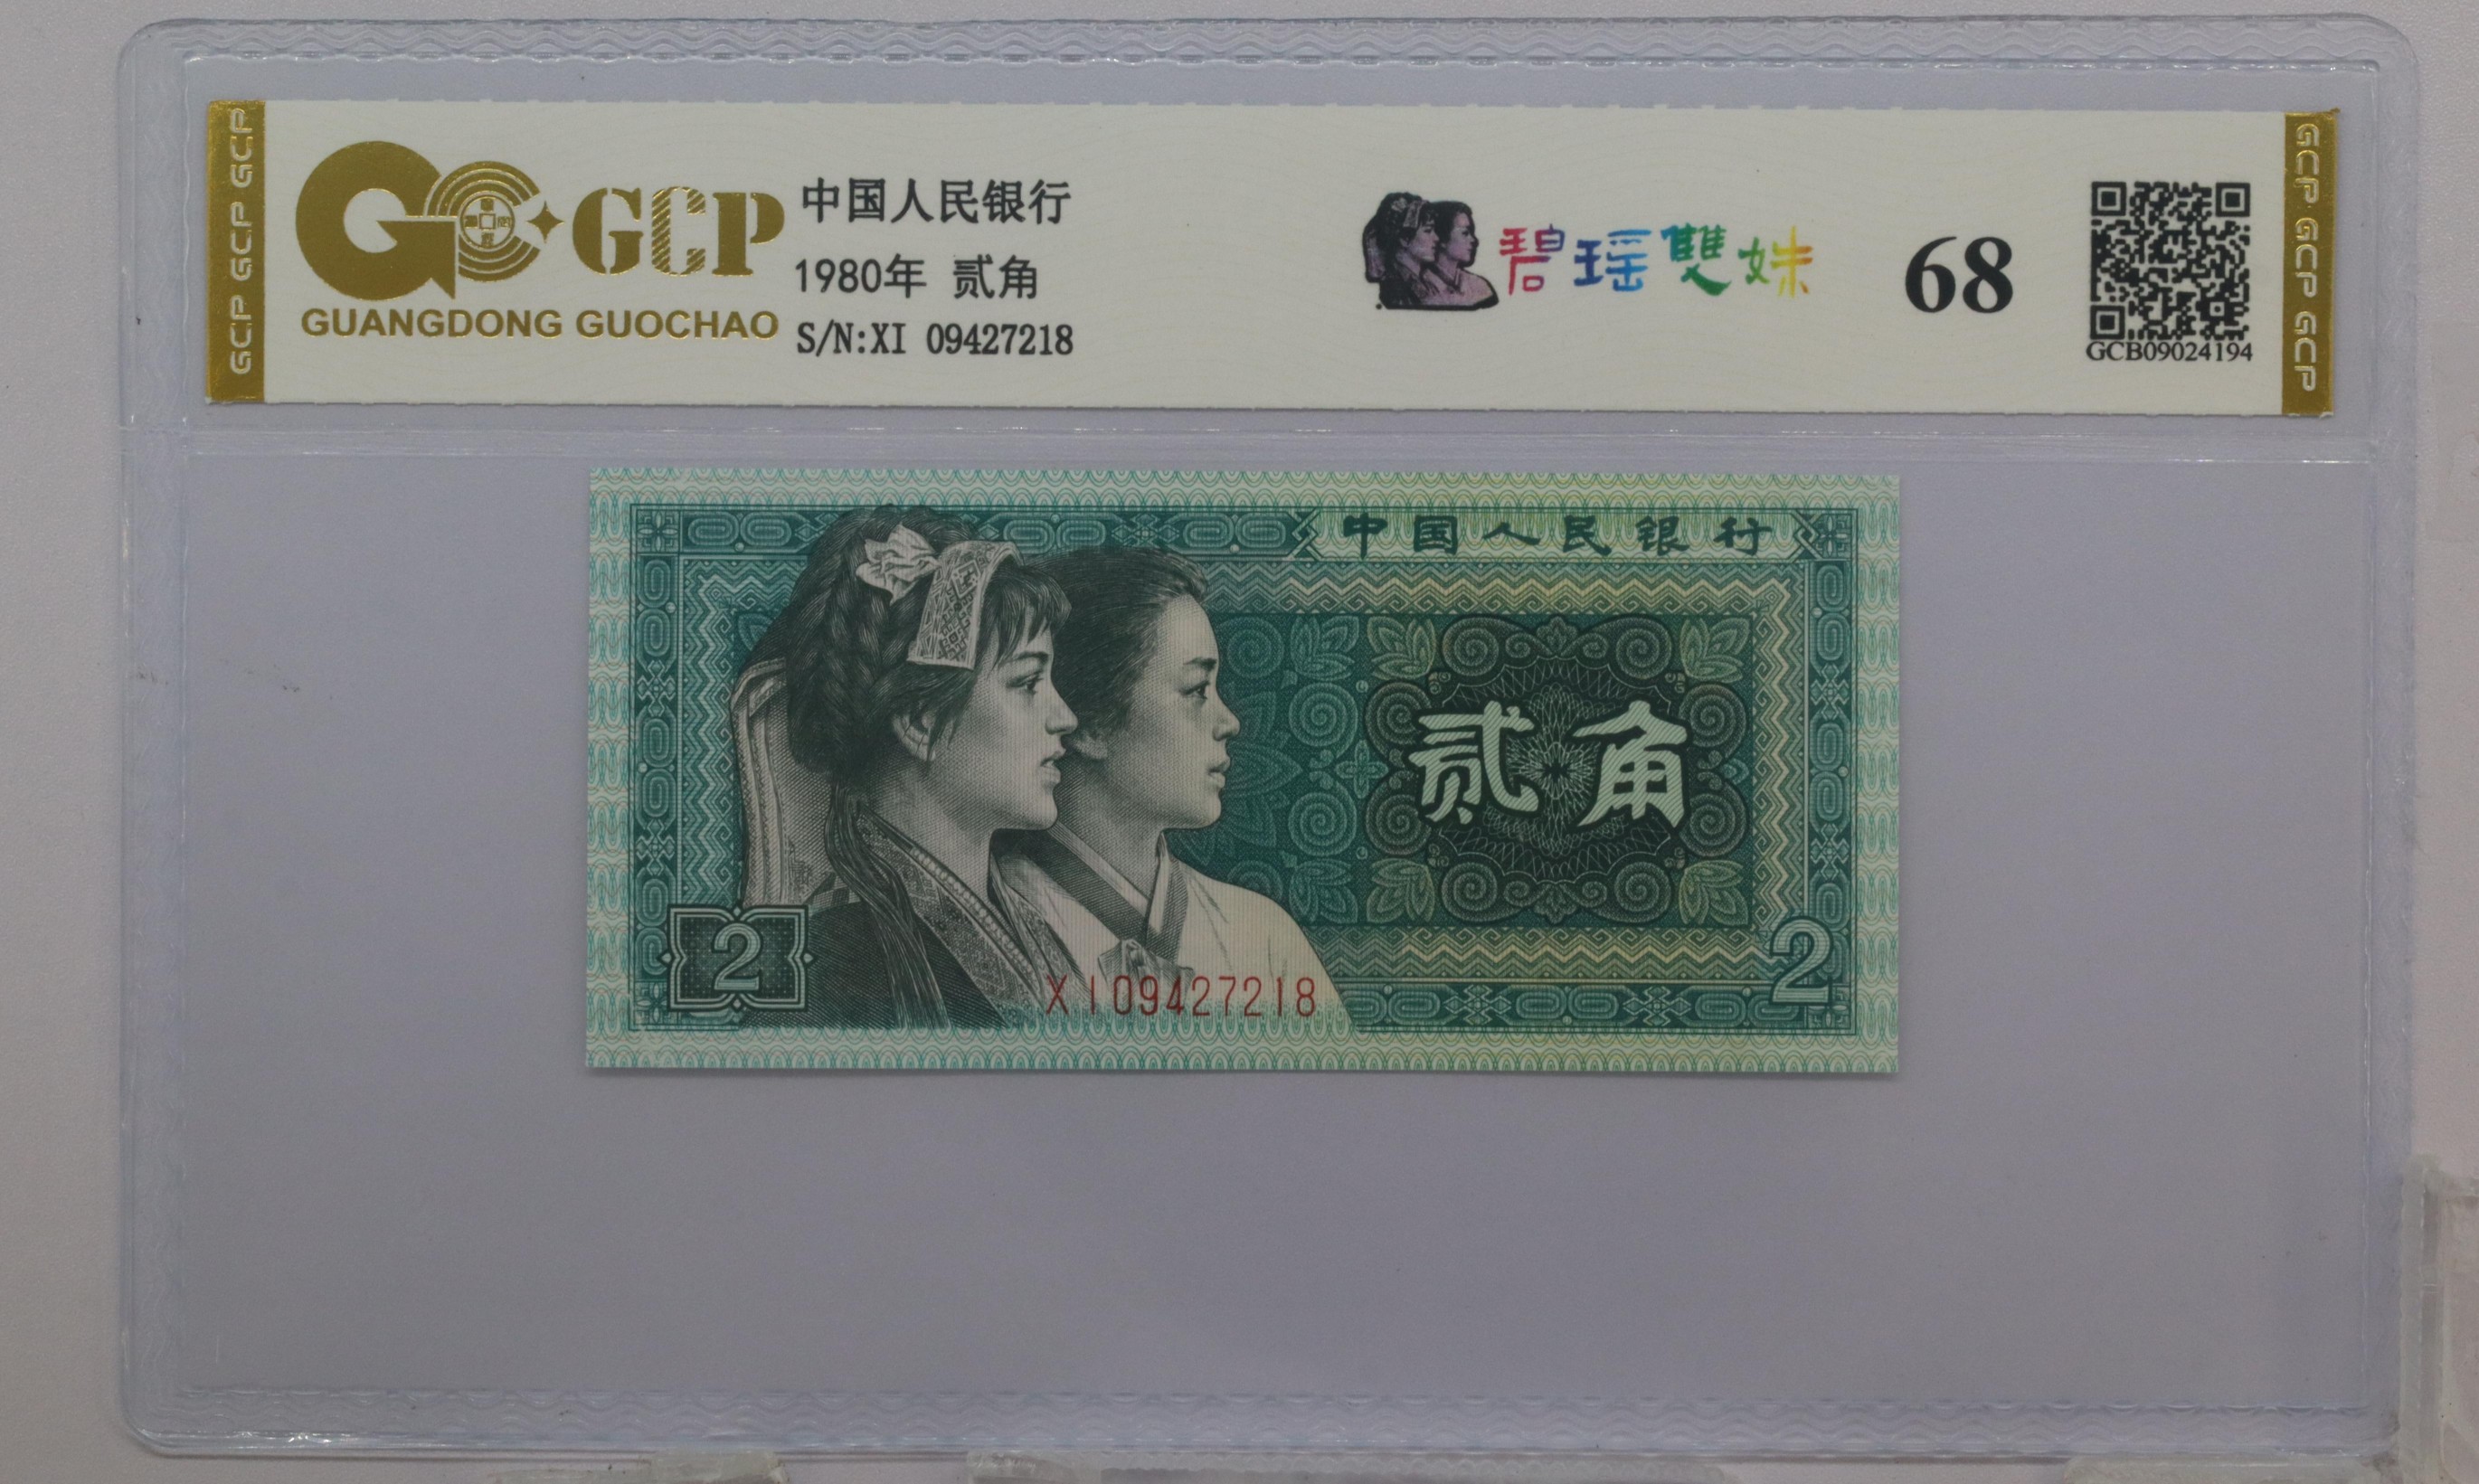 GCP GCP GCP
GCP
GUANGDONG GUOCHAO
中国人民银行
1980年 贰角
S/N:XI 09427218
碧瑶雙姝
68
GCB09024194
GCP GCP GCP
中国人民银行
贰角
2
XI09427218
2